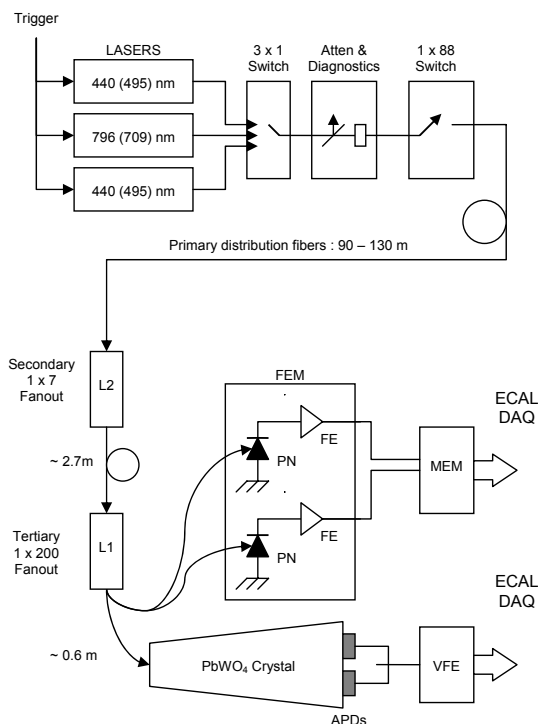 Trigger
LASERS
3 x 1
Switch
Atten &
Diagnostics
1 x 88
Switch
440 (495) nm
796 (709) nm
440 (495) nm
Primary distribution fibers : 90 – 130 m
Secondary
1 x 7
Fanout
L2
FEM
ECAL
DAQ
FE
PN
MEM
~ 2.7m
Tertiary
1 x 200
Fanout
L1
FE
PN
ECAL
DAQ
~ 0.6 m
PbWO₄ Crystal
VFE
APDs